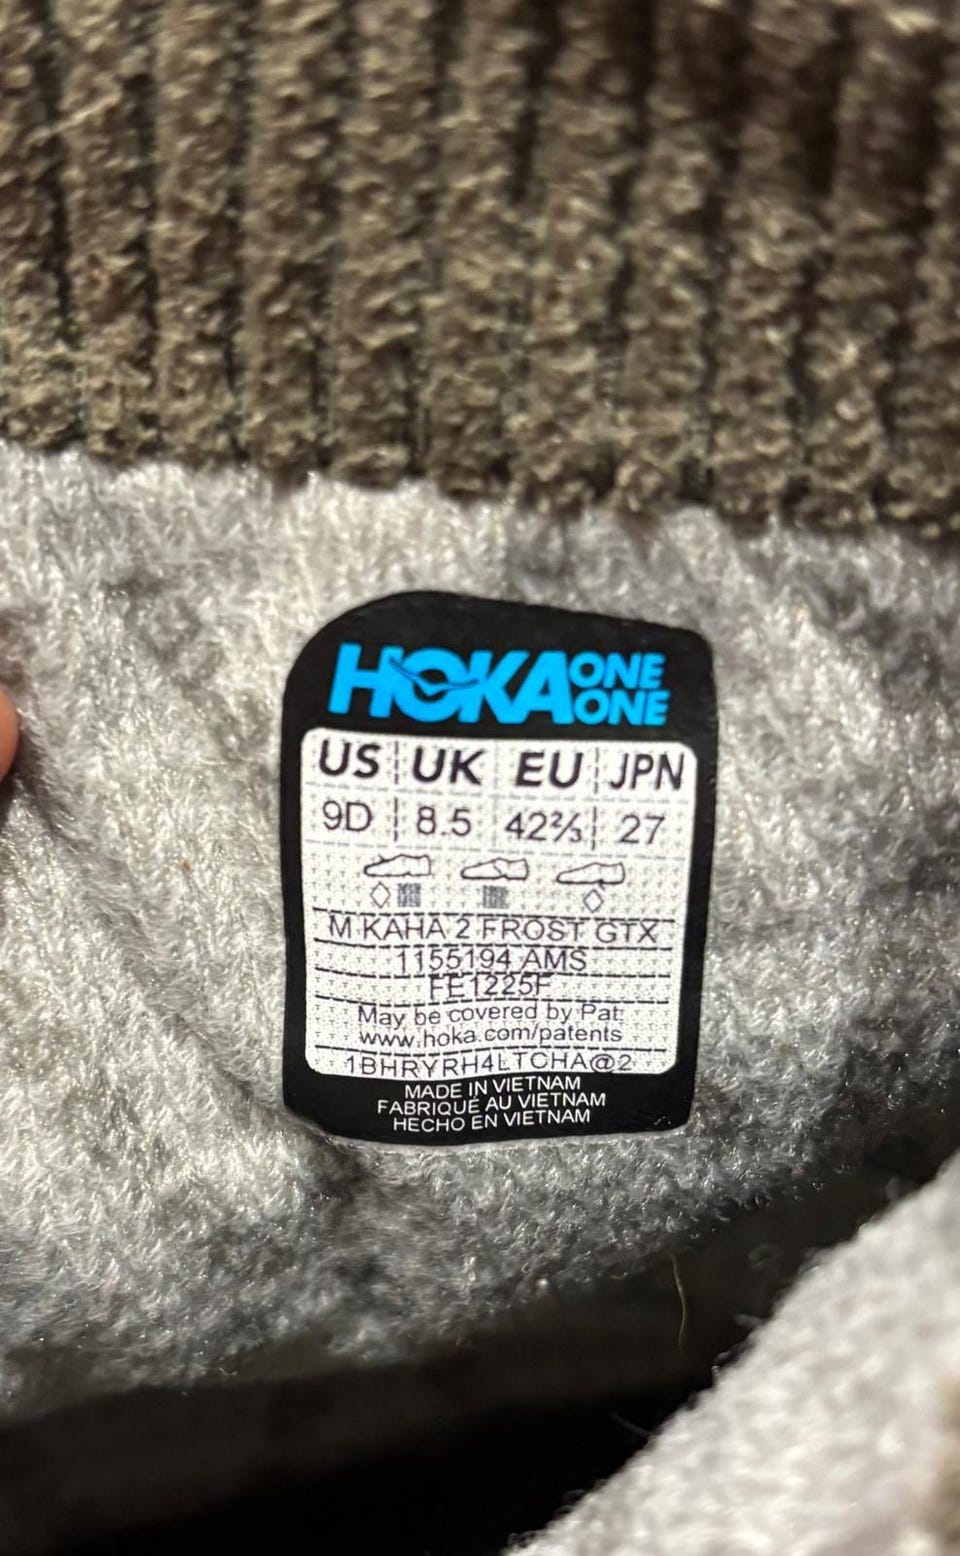 HOKA ONE ONE
US UK EU JPN
9D 8.5 42⅔ 27
M KAHA 2 FROST GTX
1155194 AMS
FE1225F
May be covered by Pat:
www.hoka.com/patents
1BHRYRH4LTCHA@2
MADE IN VIETNAM
FABRIQUÉ AU VIETNAM
HECHO EN VIETNAM